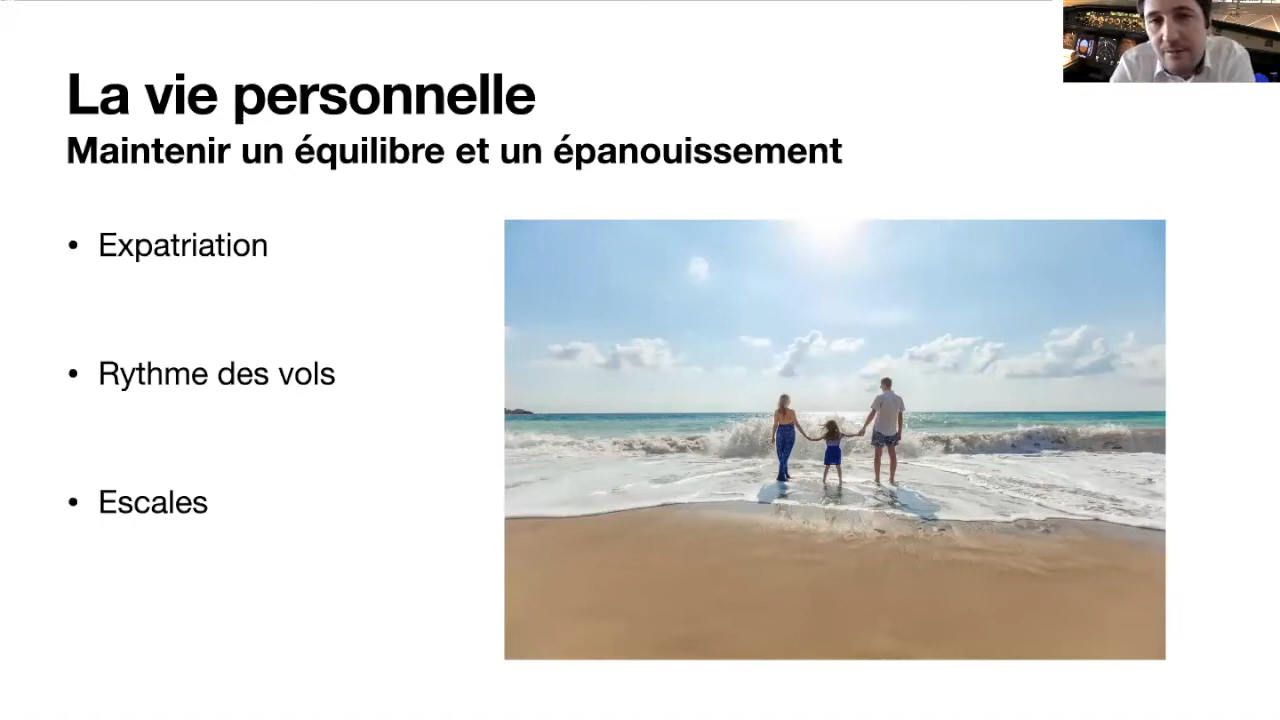 La vie personnelle
Maintenir un équilibre et un épanouissement
• Expatriation
• Rythme des vols
• Escales